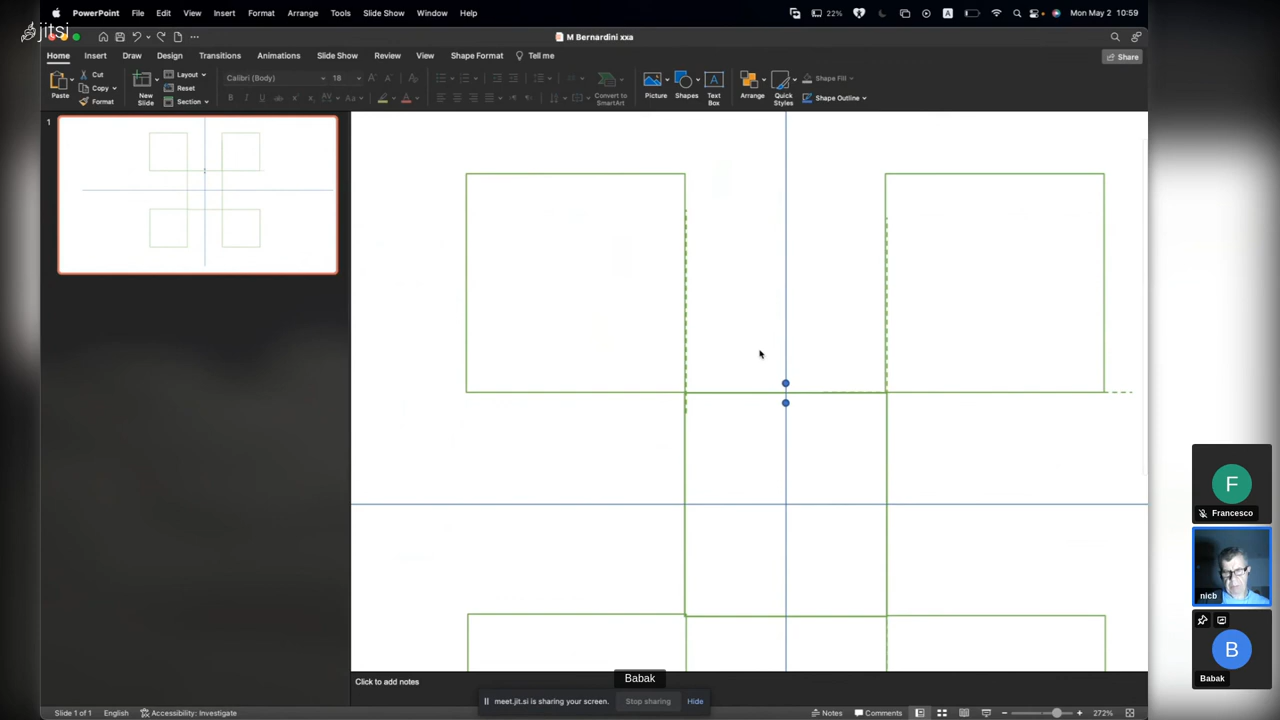 jitsi
PowerPoint File Edit View Insert Format Arrange Tools Slide Show Window Help
22% Mon May 2 10:59
M Bernardini xxa
Home Insert Draw Design Transitions Animations Slide Show Review View Shape Format Tell me
Share
Paste
Cut
Copy
Format
New Slide
Layout
Reset
Section
Calibri (Body) 18
Convert to SmartArt
Picture
Shapes
Text Box
Arrange
Quick Styles
Shape Fill
Shape Outline
1
F
Francesco
nicb
B
Babak
Click to add notes
Babak
meet.jit.si is sharing your screen. Stop sharing Hide
Slide 1 of 1 English Accessibility: Investigate Notes Comments 272%